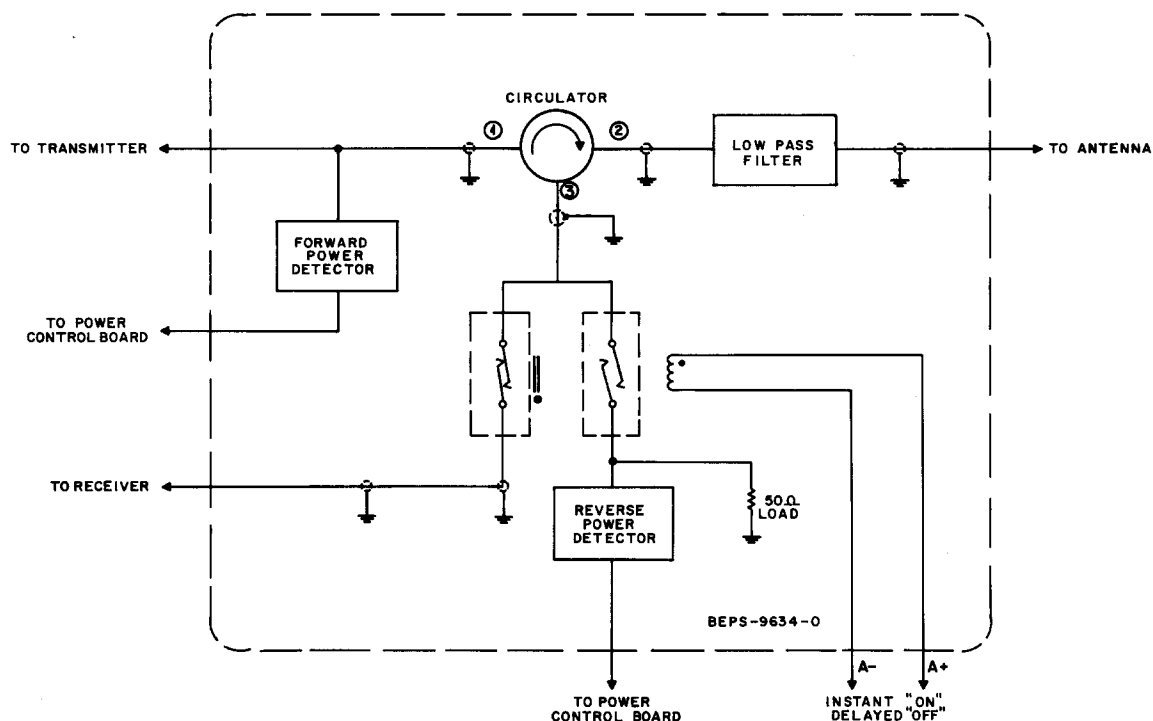 CIRCULATOR
①
②
③
TO TRANSMITTER
LOW PASS
FILTER
TO ANTENNA
FORWARD
POWER
DETECTOR
TO POWER
CONTROL BOARD
TO RECEIVER
REVERSE
POWER
DETECTOR
50Ω
LOAD
BEPS-9634-0
A-
A+
TO POWER
CONTROL BOARD
INSTANT "ON"
DELAYED "OFF"